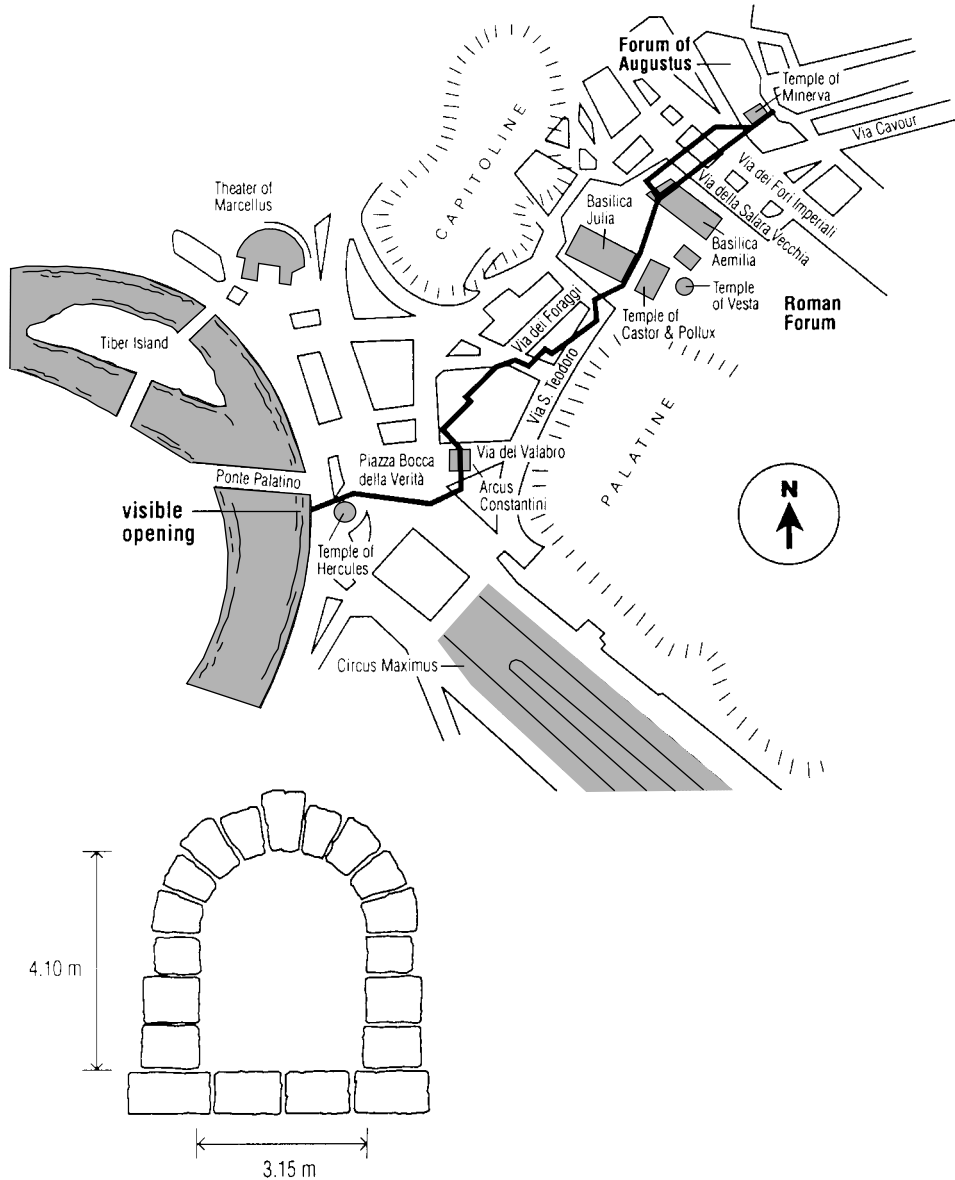 Forum of
Augustus
Temple of
Minerva
Via Cavour
CAPITOLINE
Via dei Fori Imperiali
Via della Salara Vecchia
Theater of
Marcellus
Basilica
Julia
Basilica
Aemilia
Temple
of Vesta
Roman
Forum
Temple of
Castor & Pollux
Via dei Foraggi
Tiber Island
Via S. Teodoro
PALATINE
Ponte Palatino
Piazza Bocca
della Verità
Via del Valabro
Arcus
Constantini
N
visible
opening
Temple of
Hercules
Circus Maximus
4.10 m
3.15 m